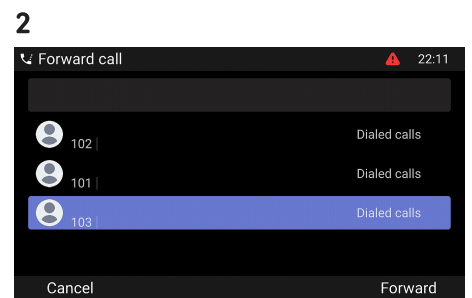 2
Forward call
22:11
102
Dialed calls
101
Dialed calls
103
Dialed calls
Cancel
Forward